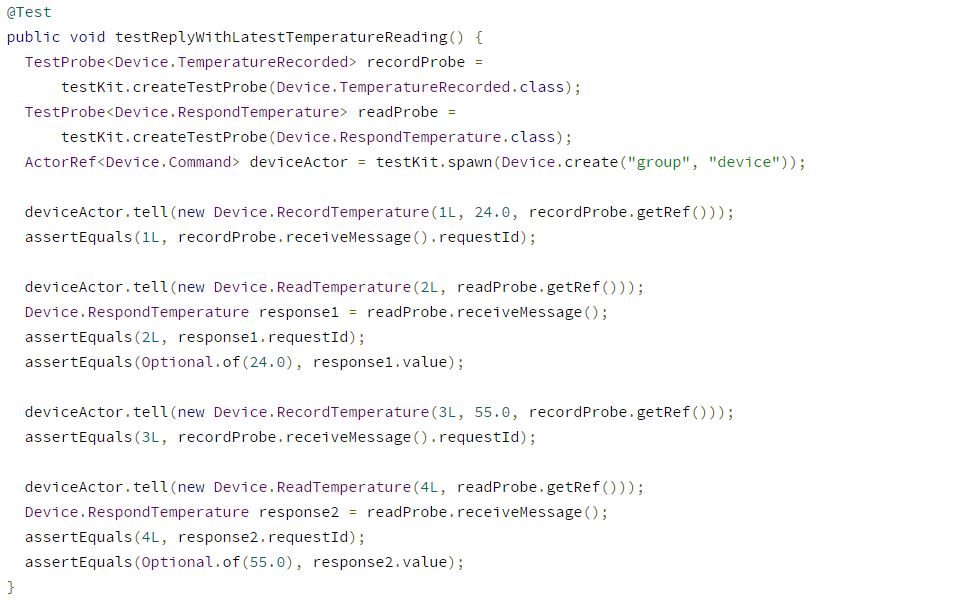 @Test
public void testReplyWithLatestTemperatureReading() {
  TestProbe<Device.TemperatureRecorded> recordProbe =
      testKit.createTestProbe(Device.TemperatureRecorded.class);
  TestProbe<Device.RespondTemperature> readProbe =
      testKit.createTestProbe(Device.RespondTemperature.class);
  ActorRef<Device.Command> deviceActor = testKit.spawn(Device.create("group", "device"));

  deviceActor.tell(new Device.RecordTemperature(1L, 24.0, recordProbe.getRef()));
  assertEquals(1L, recordProbe.receiveMessage().requestId);

  deviceActor.tell(new Device.ReadTemperature(2L, readProbe.getRef()));
  Device.RespondTemperature response1 = readProbe.receiveMessage();
  assertEquals(2L, response1.requestId);
  assertEquals(Optional.of(24.0), response1.value);

  deviceActor.tell(new Device.RecordTemperature(3L, 55.0, recordProbe.getRef()));
  assertEquals(3L, recordProbe.receiveMessage().requestId);

  deviceActor.tell(new Device.ReadTemperature(4L, readProbe.getRef()));
  Device.RespondTemperature response2 = readProbe.receiveMessage();
  assertEquals(4L, response2.requestId);
  assertEquals(Optional.of(55.0), response2.value);
}